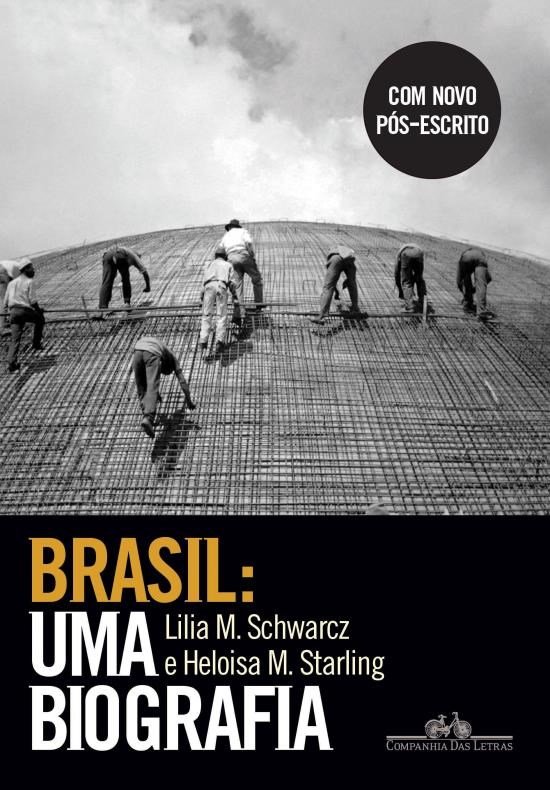 COM NOVO
PÓS-ESCRITO
BRASIL:
UMA
Lilia M. Schwarcz
e Heloisa M. Starling
BIOGRAFIA
COMPANHIA DAS LETRAS